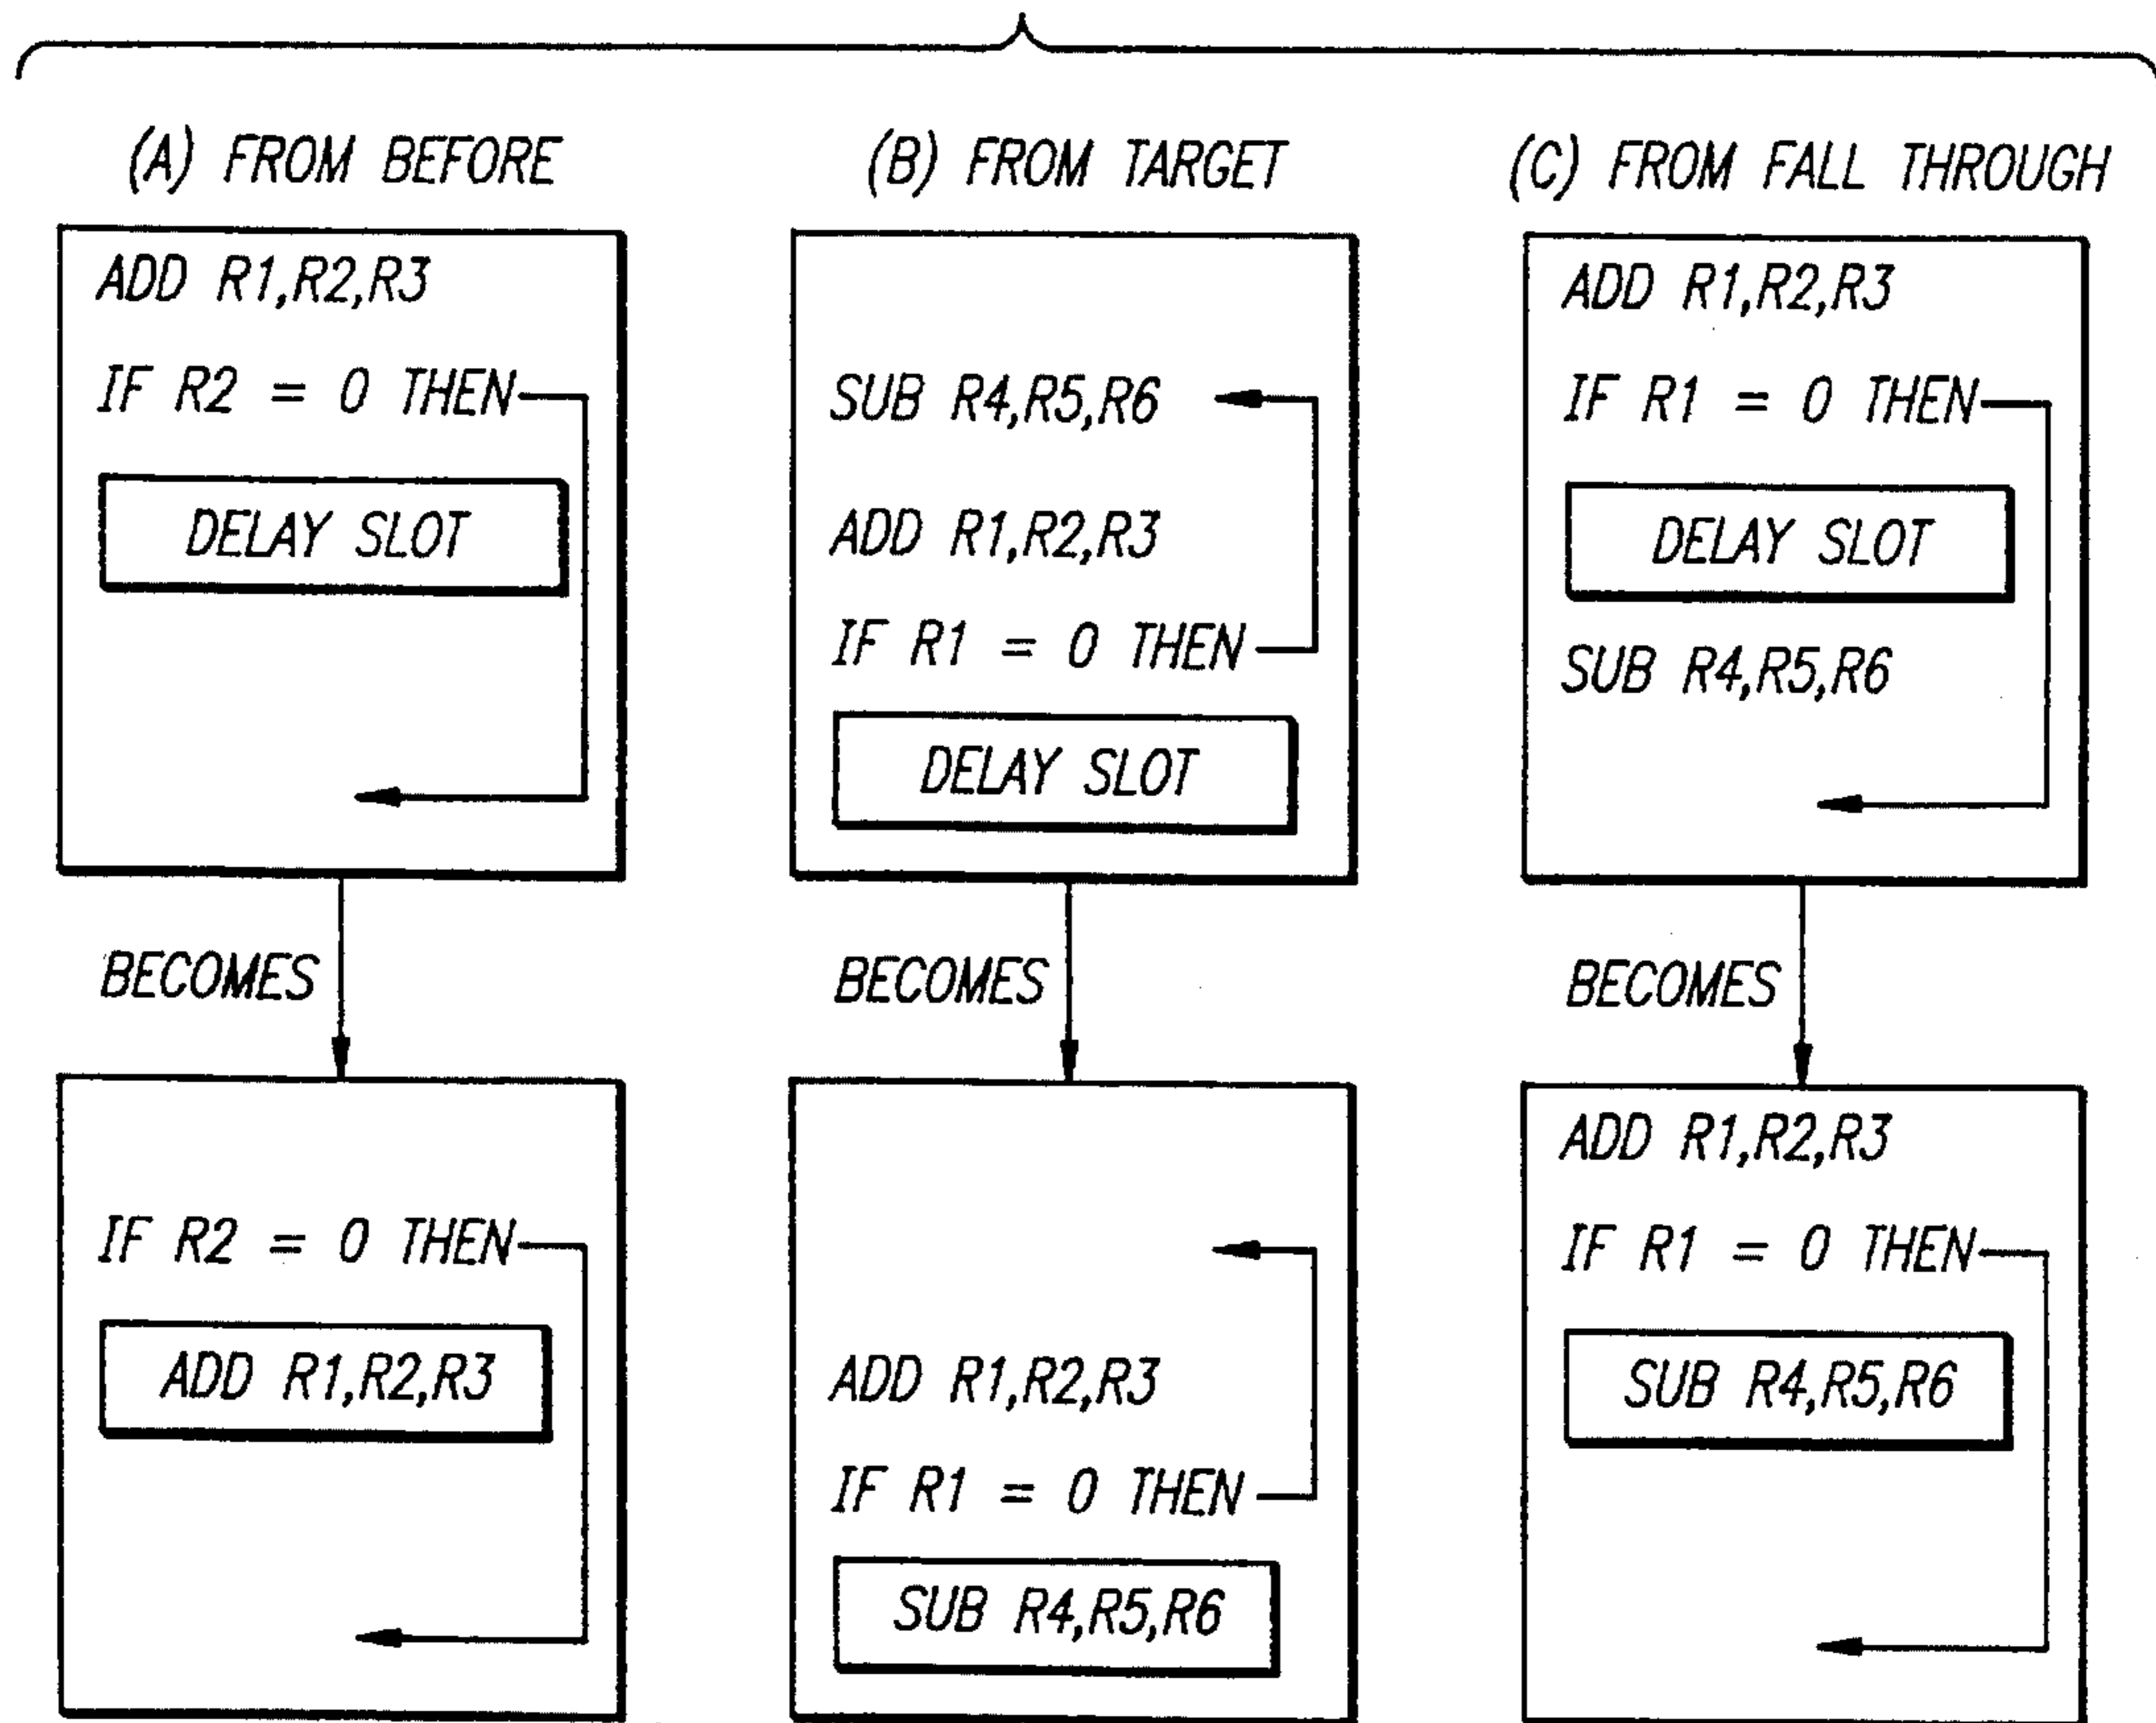 (A) FROM BEFORE
ADD R1,R2,R3
IF R2 = 0 THEN
DELAY SLOT
BECOMES
IF R2 = 0 THEN
ADD R1,R2,R3
(B) FROM TARGET
SUB R4,R5,R6
ADD R1,R2,R3
IF R1 = 0 THEN
DELAY SLOT
BECOMES
ADD R1,R2,R3
IF R1 = 0 THEN
SUB R4,R5,R6
(C) FROM FALL THROUGH
ADD R1,R2,R3
IF R1 = 0 THEN
DELAY SLOT
SUB R4,R5,R6
BECOMES
ADD R1,R2,R3
IF R1 = 0 THEN
SUB R4,R5,R6